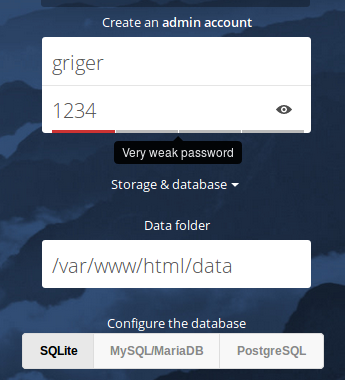 Create an admin account
griger
1234
Very weak password
Storage & database
Data folder
/var/www/html/data
Configure the database
SQLite MySQL/MariaDB PostgreSQL